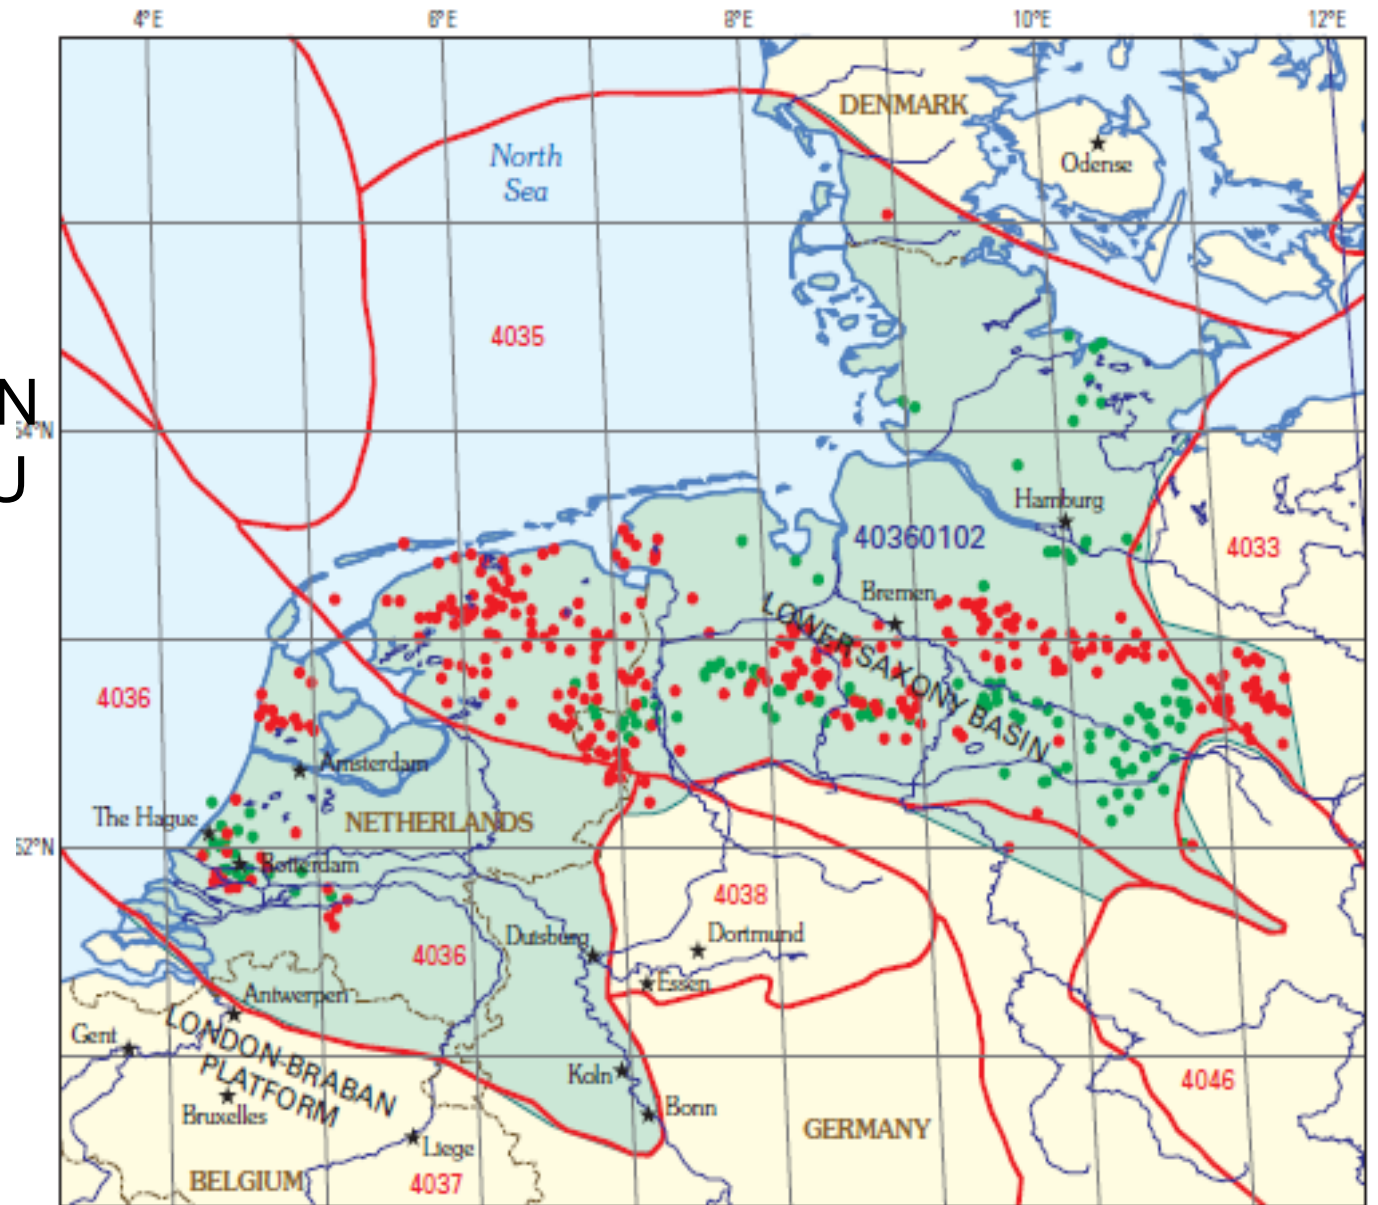 4°E 6°E 8°E 10°E 12°E
DENMARK
Odense
North
Sea
4035
N
54°N
U
Hamburg
40360102
4033
Bremen
LOWER SAXONY BASIN
4036
Amsterdam
The Hague
NETHERLANDS
52°N
Rotterdam
4038
Dortmund
Duisburg
4036
Essen
Antwerpen
LONDON-BRABAN
PLATFORM
Gent
Koln
4046
Bruxelles
Bonn
GERMANY
Liege
BELGIUM
4037